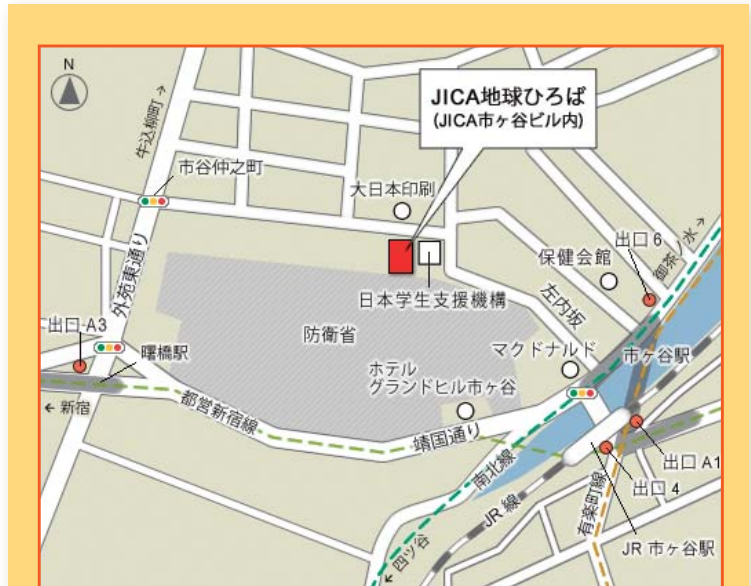 N
JICA地球ひろば
(JICA市ヶ谷ビル内)
牛込柳町→
市谷仲之町
大日本印刷
出口6
御茶ノ水→
外苑東通り
保健会館
日本学生支援機構
左内坂
出口A3
曙橋駅
防衛省
マクドナルド
市ヶ谷駅
ホテル
グランドヒル市ヶ谷
←新宿
都営新宿線
靖国通り
南北線
出口A1
出口4
JR線
有楽町線
JR 市ヶ谷駅
←四ツ谷